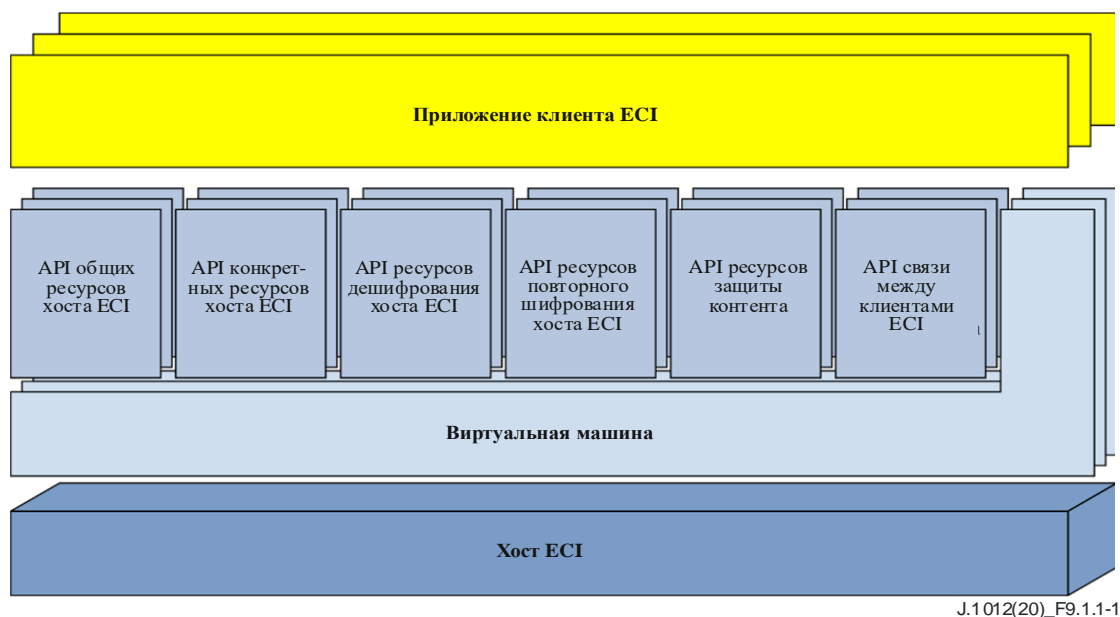 Приложение клиента ECI
API общих
ресурсов
хоста ECI
API конкрет-
ных ресурсов
хоста ECI
API ресурсов
дешифрования
хоста ECI
API ресурсов
повторного
шифрования
хоста ECI
API ресурсов
защиты
контента
API связи
между
клиентами
ECI
Виртуальная машина
Хост ECI
J.1012(20)_F9.1.1-1